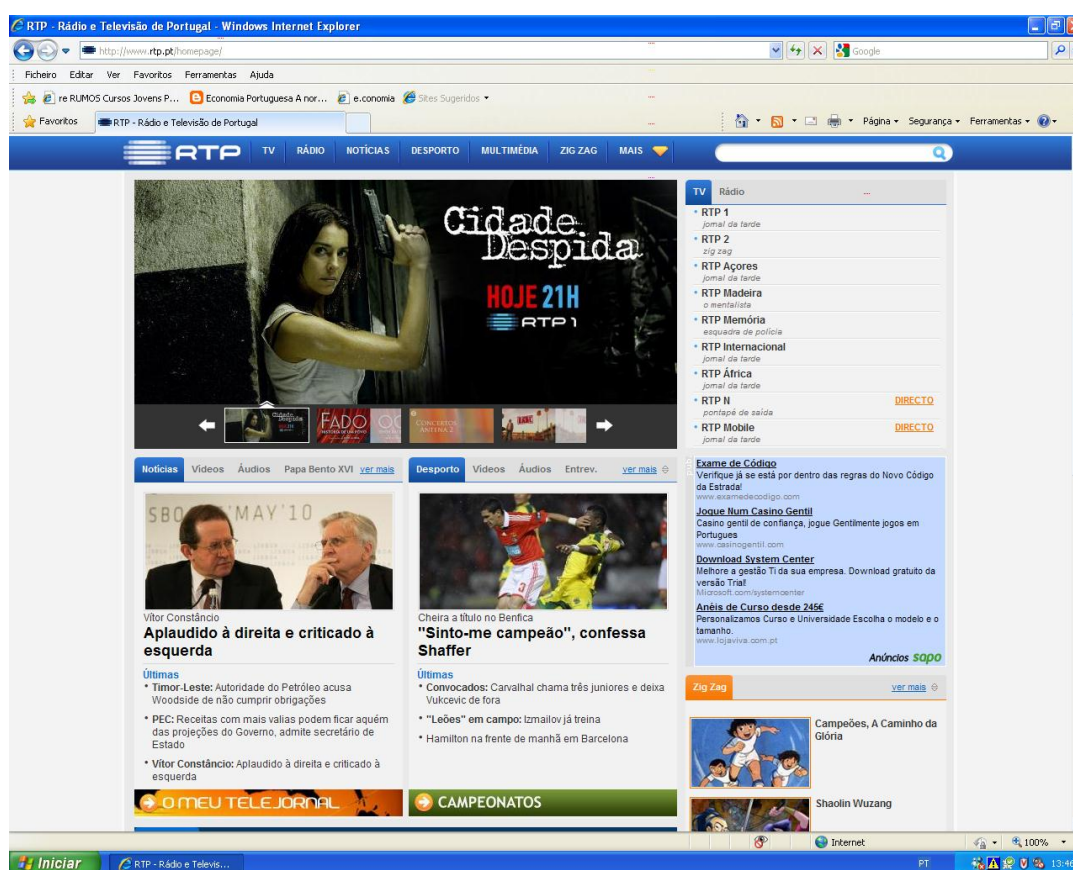 RTP - Rádio e Televisão de Portugal - Windows Internet Explorer
http://www.rtp.pt/homepage/
Google
Ficheiro Editar Ver Favoritos Ferramentas Ajuda
re RUMOS Cursos Jovens P... Economia Portuguesa A nor... e.conomia Sites Sugeridos
Favoritos RTP - Rádio e Televisão de Portugal Página Segurança Ferramentas
RTP TV RÁDIO NOTÍCIAS DESPORTO MULTIMÉDIA ZIG ZAG MAIS
Cidade
Despida
HOJE 21H
RTP1
Cidade Despida
FADO
CONCERTOS
ANTENA 2
TV Rádio
RTP 1
jornal da tarde
RTP 2
zig zag
RTP Açores
jornal da tarde
RTP Madeira
o mentalista
RTP Memória
esquadra de polícia
RTP Internacional
jornal da tarde
RTP África
jornal da tarde
RTP N DIRECTO
pontapé de saída
RTP Mobile DIRECTO
jornal da tarde
Notícias Vídeos Áudios Papa Bento XVI ver mais
MAY'10
Vítor Constâncio
Aplaudido à direita e criticado à
esquerda
Últimas
Timor-Leste: Autoridade do Petróleo acusa
Woodside de não cumprir obrigações
PEC: Receitas com mais valias podem ficar aquém
das projeções do Governo, admite secretário de
Estado
Vítor Constâncio: Aplaudido à direita e criticado à
esquerda
O MEU TELEJORNAL
Desporto Vídeos Áudios Entrev. ver mais
Cheira a título no Benfica
"Sinto-me campeão", confessa
Shaffer
Últimas
Convocados: Carvalhal chama três juniores e deixa
Vukcevic de fora
"Leões" em campo: Izmailov já treina
Hamilton na frente de manhã em Barcelona
CAMPEONATOS
Exame de Código
Verifique já se está por dentro das regras do Novo Código
da Estrada!
www.examedecodigo.com
Jogue Num Casino Gentil
Casino gentil de confiança, jogue Gentilmente jogos em
Portugues
www.casinogentil.com
Download System Center
Melhore a gestão Ti da sua empresa. Download gratuito da
versão Trial!
Microsoft.com/systemcenter
Anéis de Curso desde 245€
Personalizamos Curso e Universidade Escolha o modelo e o
tamanho.
www.lojaviva.com.pt
Anúncios sapo
Zig Zag ver mais
Campeões, A Caminho da
Glória
Shaolin Wuzang
Internet 100%
Iniciar RTP - Rádio e Televis... PT 13:46